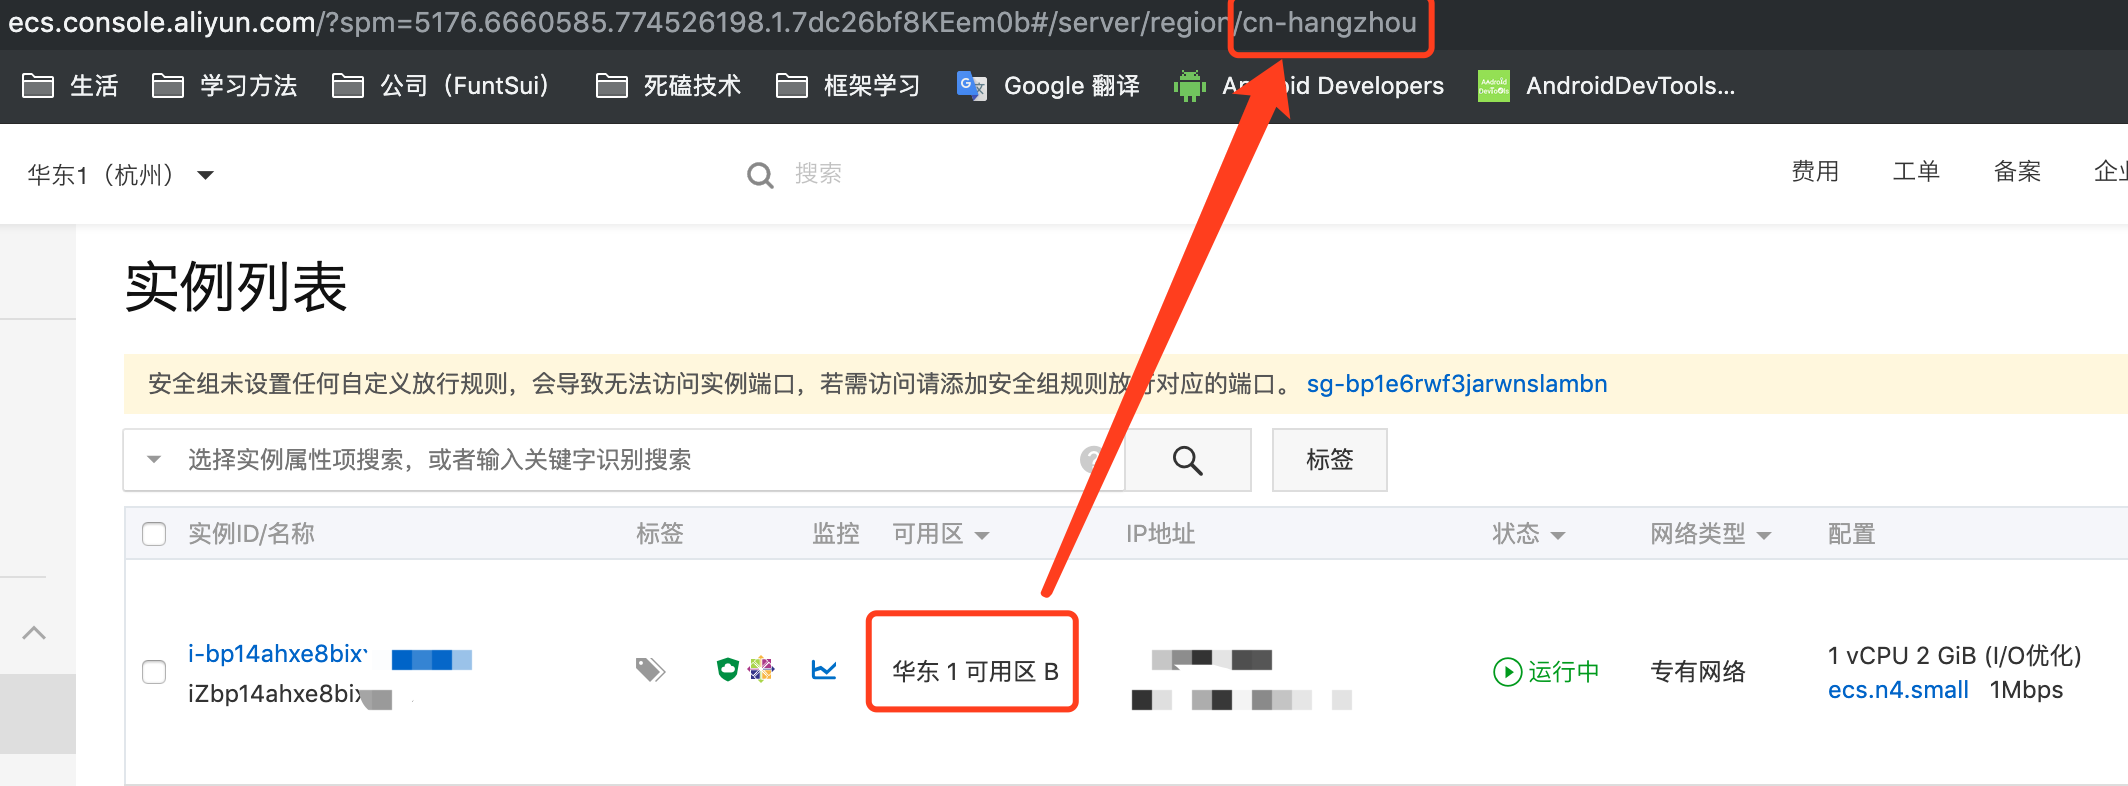 ecs.console.aliyun.com/?spm=5176.6660585.774526198.1.7dc26bf8KEem0b#/server/region/cn-hangzhou
生活 学习方法 公司（FuntSui） 死磕技术 框架学习 Google 翻译 Android Developers AndroidDevTools...
华东1（杭州） 搜索 费用 工单 备案 企业
实例列表
安全组未设置任何自定义放行规则，会导致无法访问实例端口，若需访问请添加安全组规则放行对应的端口。 sg-bp1e6rwf3jarwnslambn
选择实例属性项搜索，或者输入关键字识别搜索 标签
实例ID/名称 标签 监控 可用区 IP地址 状态 网络类型 配置
i-bp14ahxe8bix
iZbp14ahxe8bix
华东 1 可用区 B
运行中 专有网络
1 vCPU 2 GiB (I/O优化)
ecs.n4.small 1Mbps